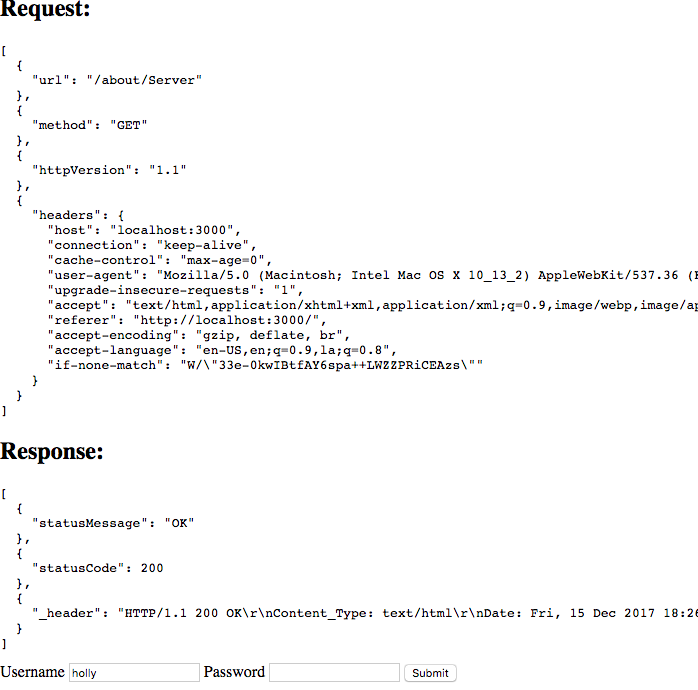 Request:
[
{
"url": "/about/Server"
},
{
"method": "GET"
},
{
"httpVersion": "1.1"
},
{
"headers": {
"host": "localhost:3000",
"connection": "keep-alive",
"cache-control": "max-age=0",
"user-agent": "Mozilla/5.0 (Macintosh; Intel Mac OS X 10_13_2) AppleWebKit/537.36 (
"upgrade-insecure-requests": "1",
"accept": "text/html,application/xhtml+xml,application/xml;q=0.9,image/webp,image/ap
"referer": "http://localhost:3000/",
"accept-encoding": "gzip, deflate, br",
"accept-language": "en-US,en;q=0.9,la;q=0.8",
"if-none-match": "W/\"33e-0kwIBtfAY6spa++LWZZPRiCEAzs\""
}
}
]
Response:
[
{
"statusMessage": "OK"
},
{
"statusCode": 200
},
{
"_header": "HTTP/1.1 200 OK\r\nContent_Type: text/html\r\nDate: Fri, 15 Dec 2017 18:26
}
]
Username holly Password Submit